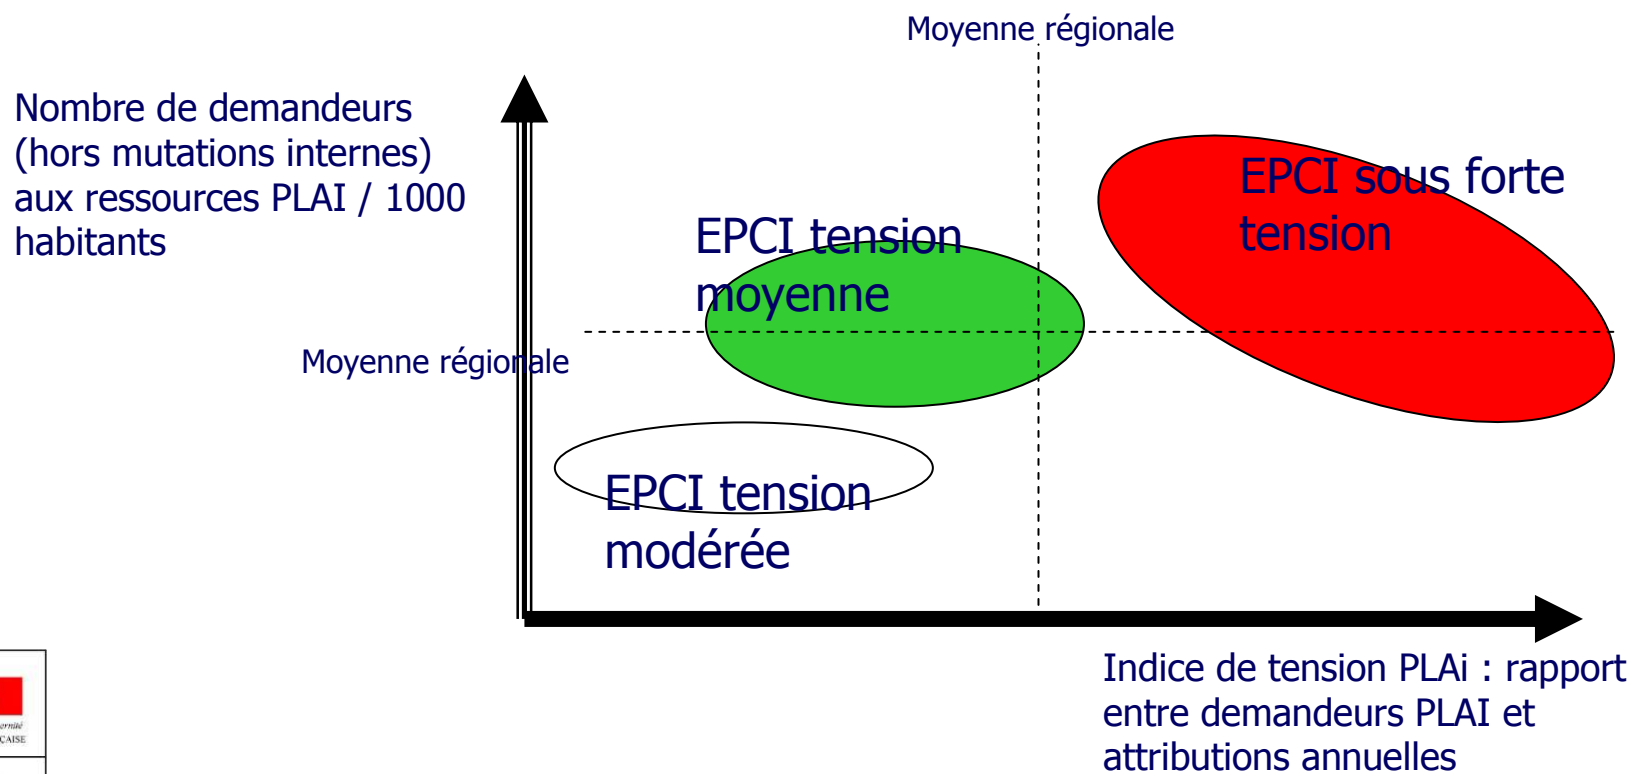 Moyenne régionale
Nombre de demandeurs
(hors mutations internes)
aux ressources PLAI / 1000
habitants
EPCI sous forte
tension
EPCI tension
moyenne
Moyenne régionale
EPCI tension
modérée
Indice de tension PLAi : rapport
entre demandeurs PLAI et
attributions annuelles